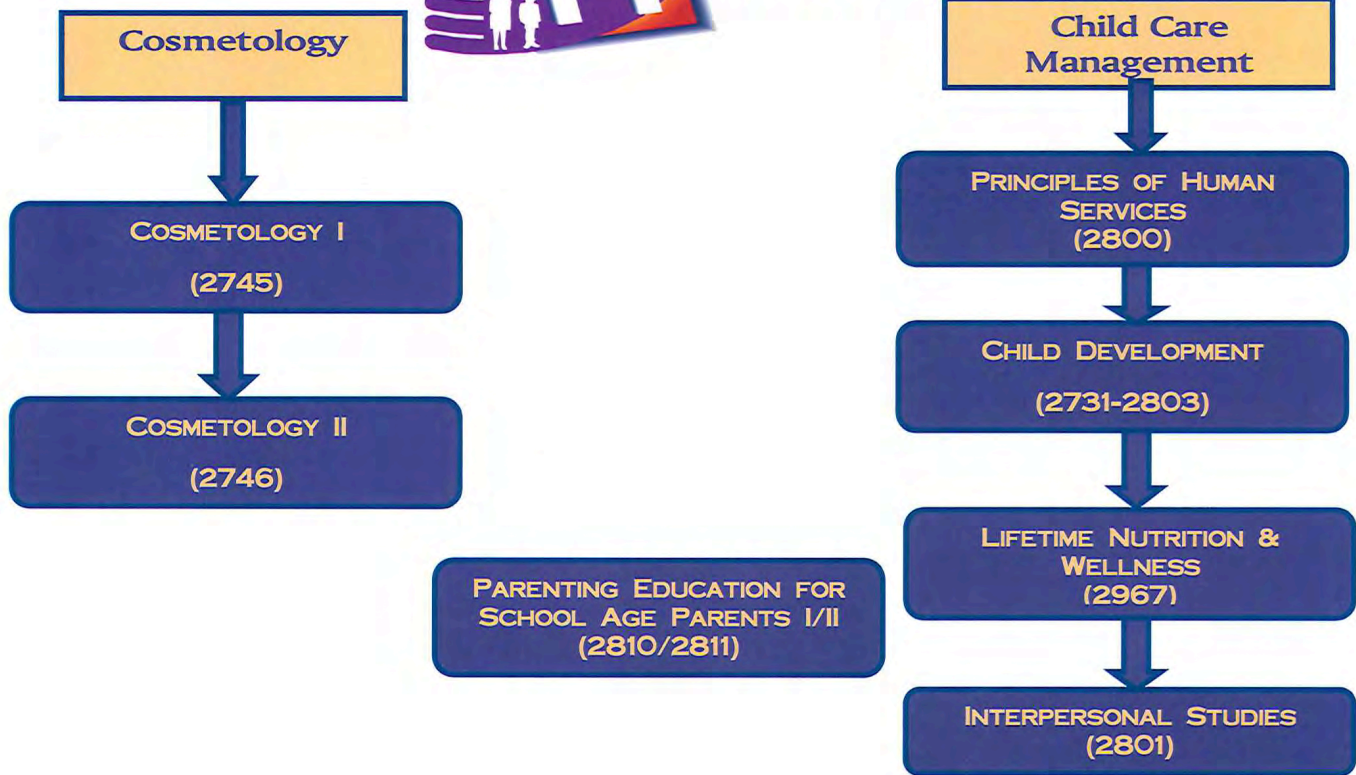 Cosmetology
COSMETOLOGY I
(2745)
COSMETOLOGY II
(2746)
PARENTING EDUCATION FOR
SCHOOL AGE PARENTS I/II
(2810/2811)
Child Care
Management
PRINCIPLES OF HUMAN
SERVICES
(2800)
CHILD DEVELOPMENT
(2731-2803)
LIFETIME NUTRITION &
WELLNESS
(2967)
INTERPERSONAL STUDIES
(2801)